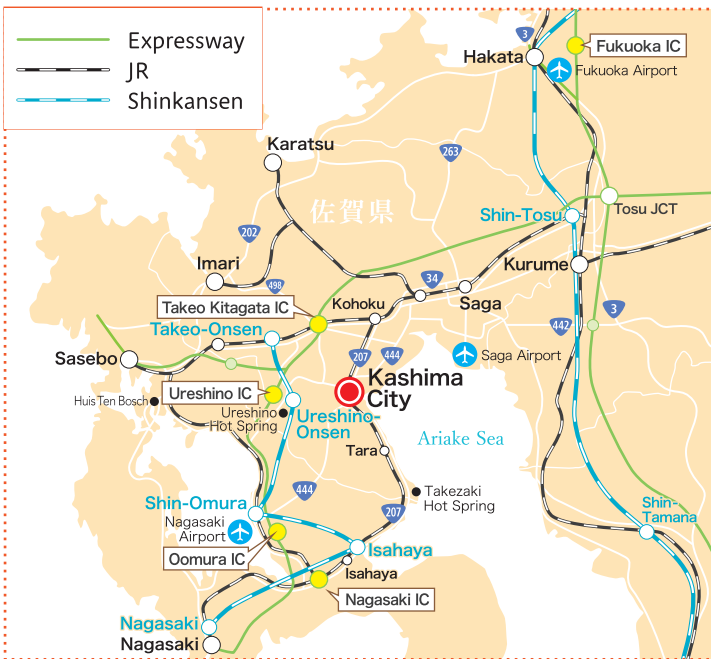 Expressway
JR
Shinkansen
3
Hakata
Fukuoka IC
Fukuoka Airport
Karatsu
263
佐賀県
Shin-Tosu
Tosu JCT
202
Imari
498
34
Kurume
Saga
Takeo Kitagata IC
Kohoku
Takeo-Onsen
442
3
Sasebo
207
444
Saga Airport
Kashima
City
Huis Ten Bosch
Ureshino IC
Ureshino
Hot Spring
Ureshino-
Onsen
Ariake Sea
Tara
444
Takezaki
Hot Spring
Shin-Omura
207
Shin-
Tamana
Nagasaki
Airport
Oomura IC
Isahaya
Isahaya
Nagasaki IC
Nagasaki
Nagasaki